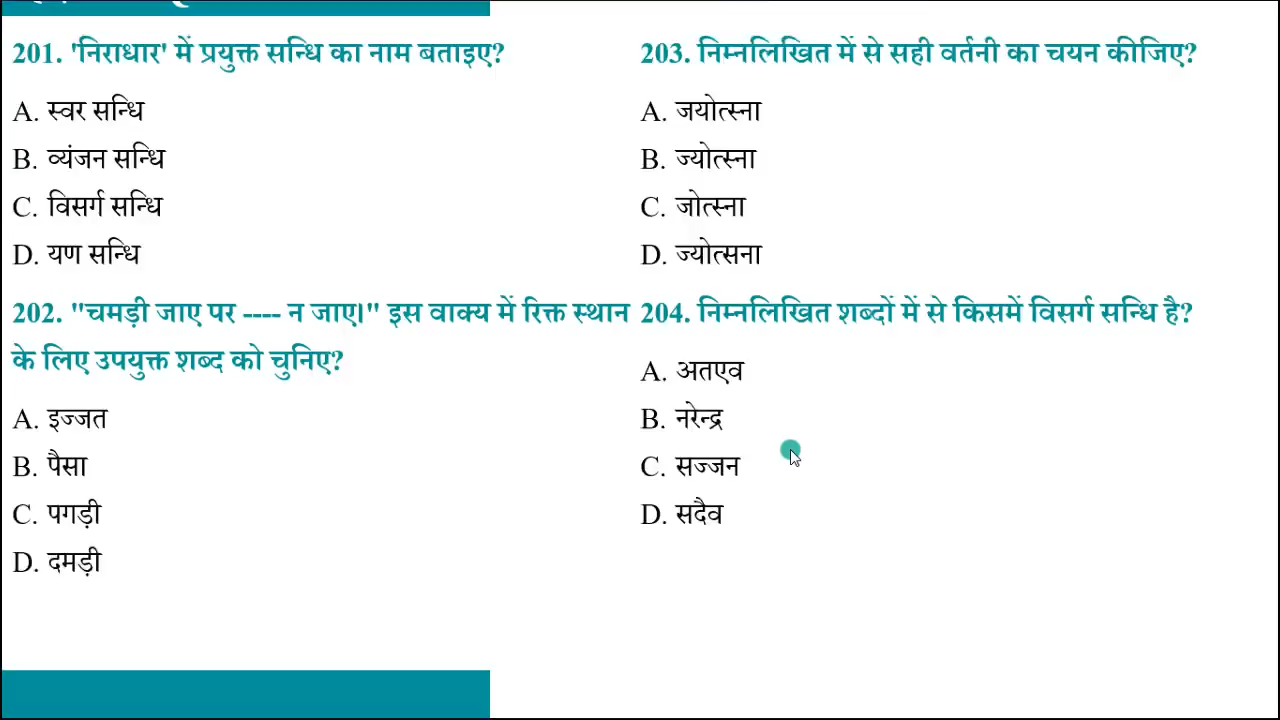 201. 'निराधार' में प्रयुक्त सन्धि का नाम बताइए?
A. स्वर सन्धि
B. व्यंजन सन्धि
C. विसर्ग सन्धि
D. यण सन्धि
202. "चमड़ी जाए पर ---- न जाए।" इस वाक्य में रिक्त स्थान
के लिए उपयुक्त शब्द को चुनिए?
A. इज्जत
B. पैसा
C. पगड़ी
D. दमड़ी
203. निम्नलिखित में से सही वर्तनी का चयन कीजिए?
A. जयोत्स्ना
B. ज्योत्स्ना
C. जोत्स्ना
D. ज्योत्सना
204. निम्नलिखित शब्दों में से किसमें विसर्ग सन्धि है?
A. अतएव
B. नरेन्द्र
C. सज्जन
D. सदैव